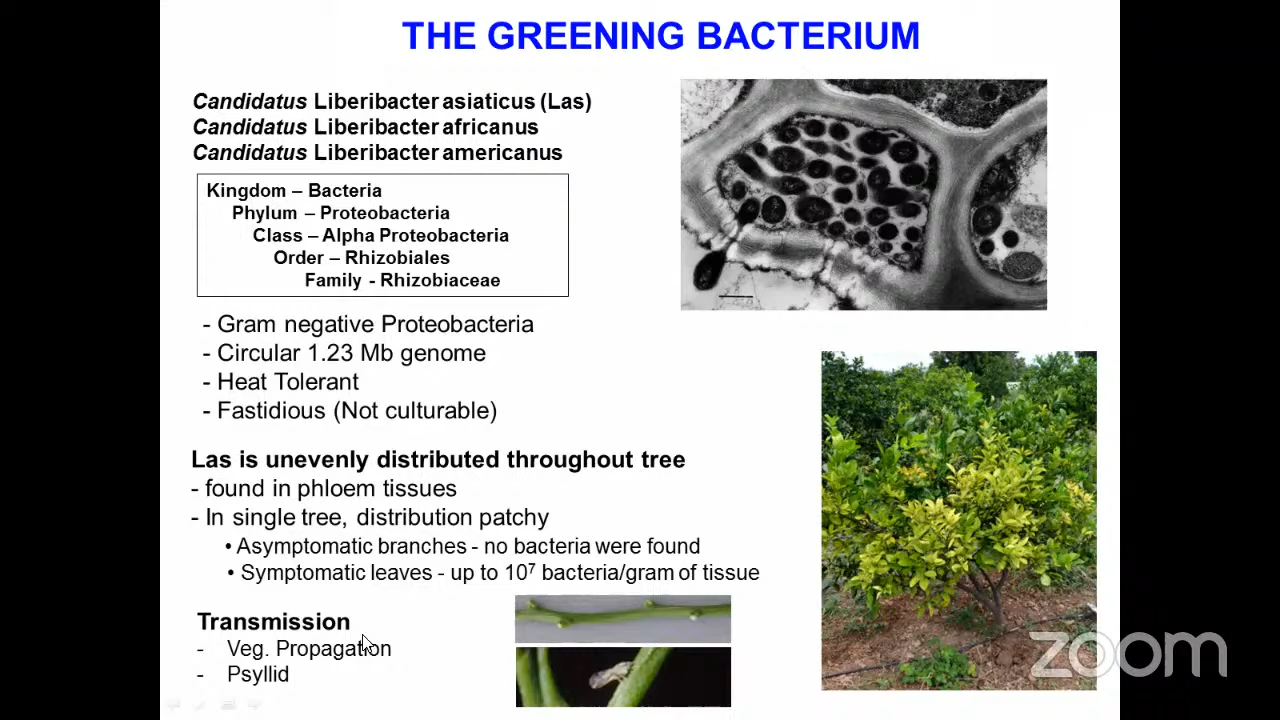 THE GREENING BACTERIUM
Candidatus Liberibacter asiaticus (Las)
Candidatus Liberibacter africanus
Candidatus Liberibacter americanus
Kingdom – Bacteria
Phylum – Proteobacteria
Class – Alpha Proteobacteria
Order – Rhizobiales
Family - Rhizobiaceae
- Gram negative Proteobacteria
- Circular 1.23 Mb genome
- Heat Tolerant
- Fastidious (Not culturable)
Las is unevenly distributed throughout tree
- found in phloem tissues
- In single tree, distribution patchy
• Asymptomatic branches - no bacteria were found
• Symptomatic leaves - up to 10⁷ bacteria/gram of tissue
Transmission
- Veg. Propagation
- Psyllid
zoom